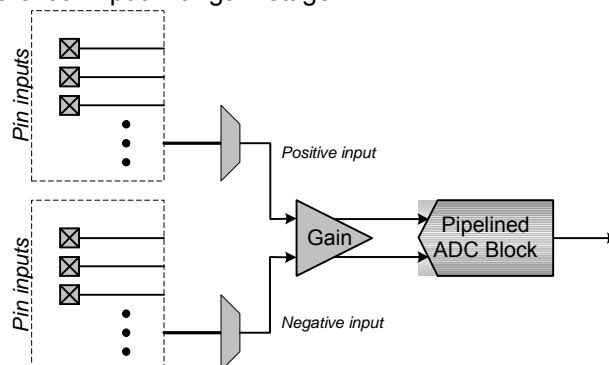 Pin inputs
Positive input
Gain
Pipelined
ADC Block
Pin inputs
Negative input